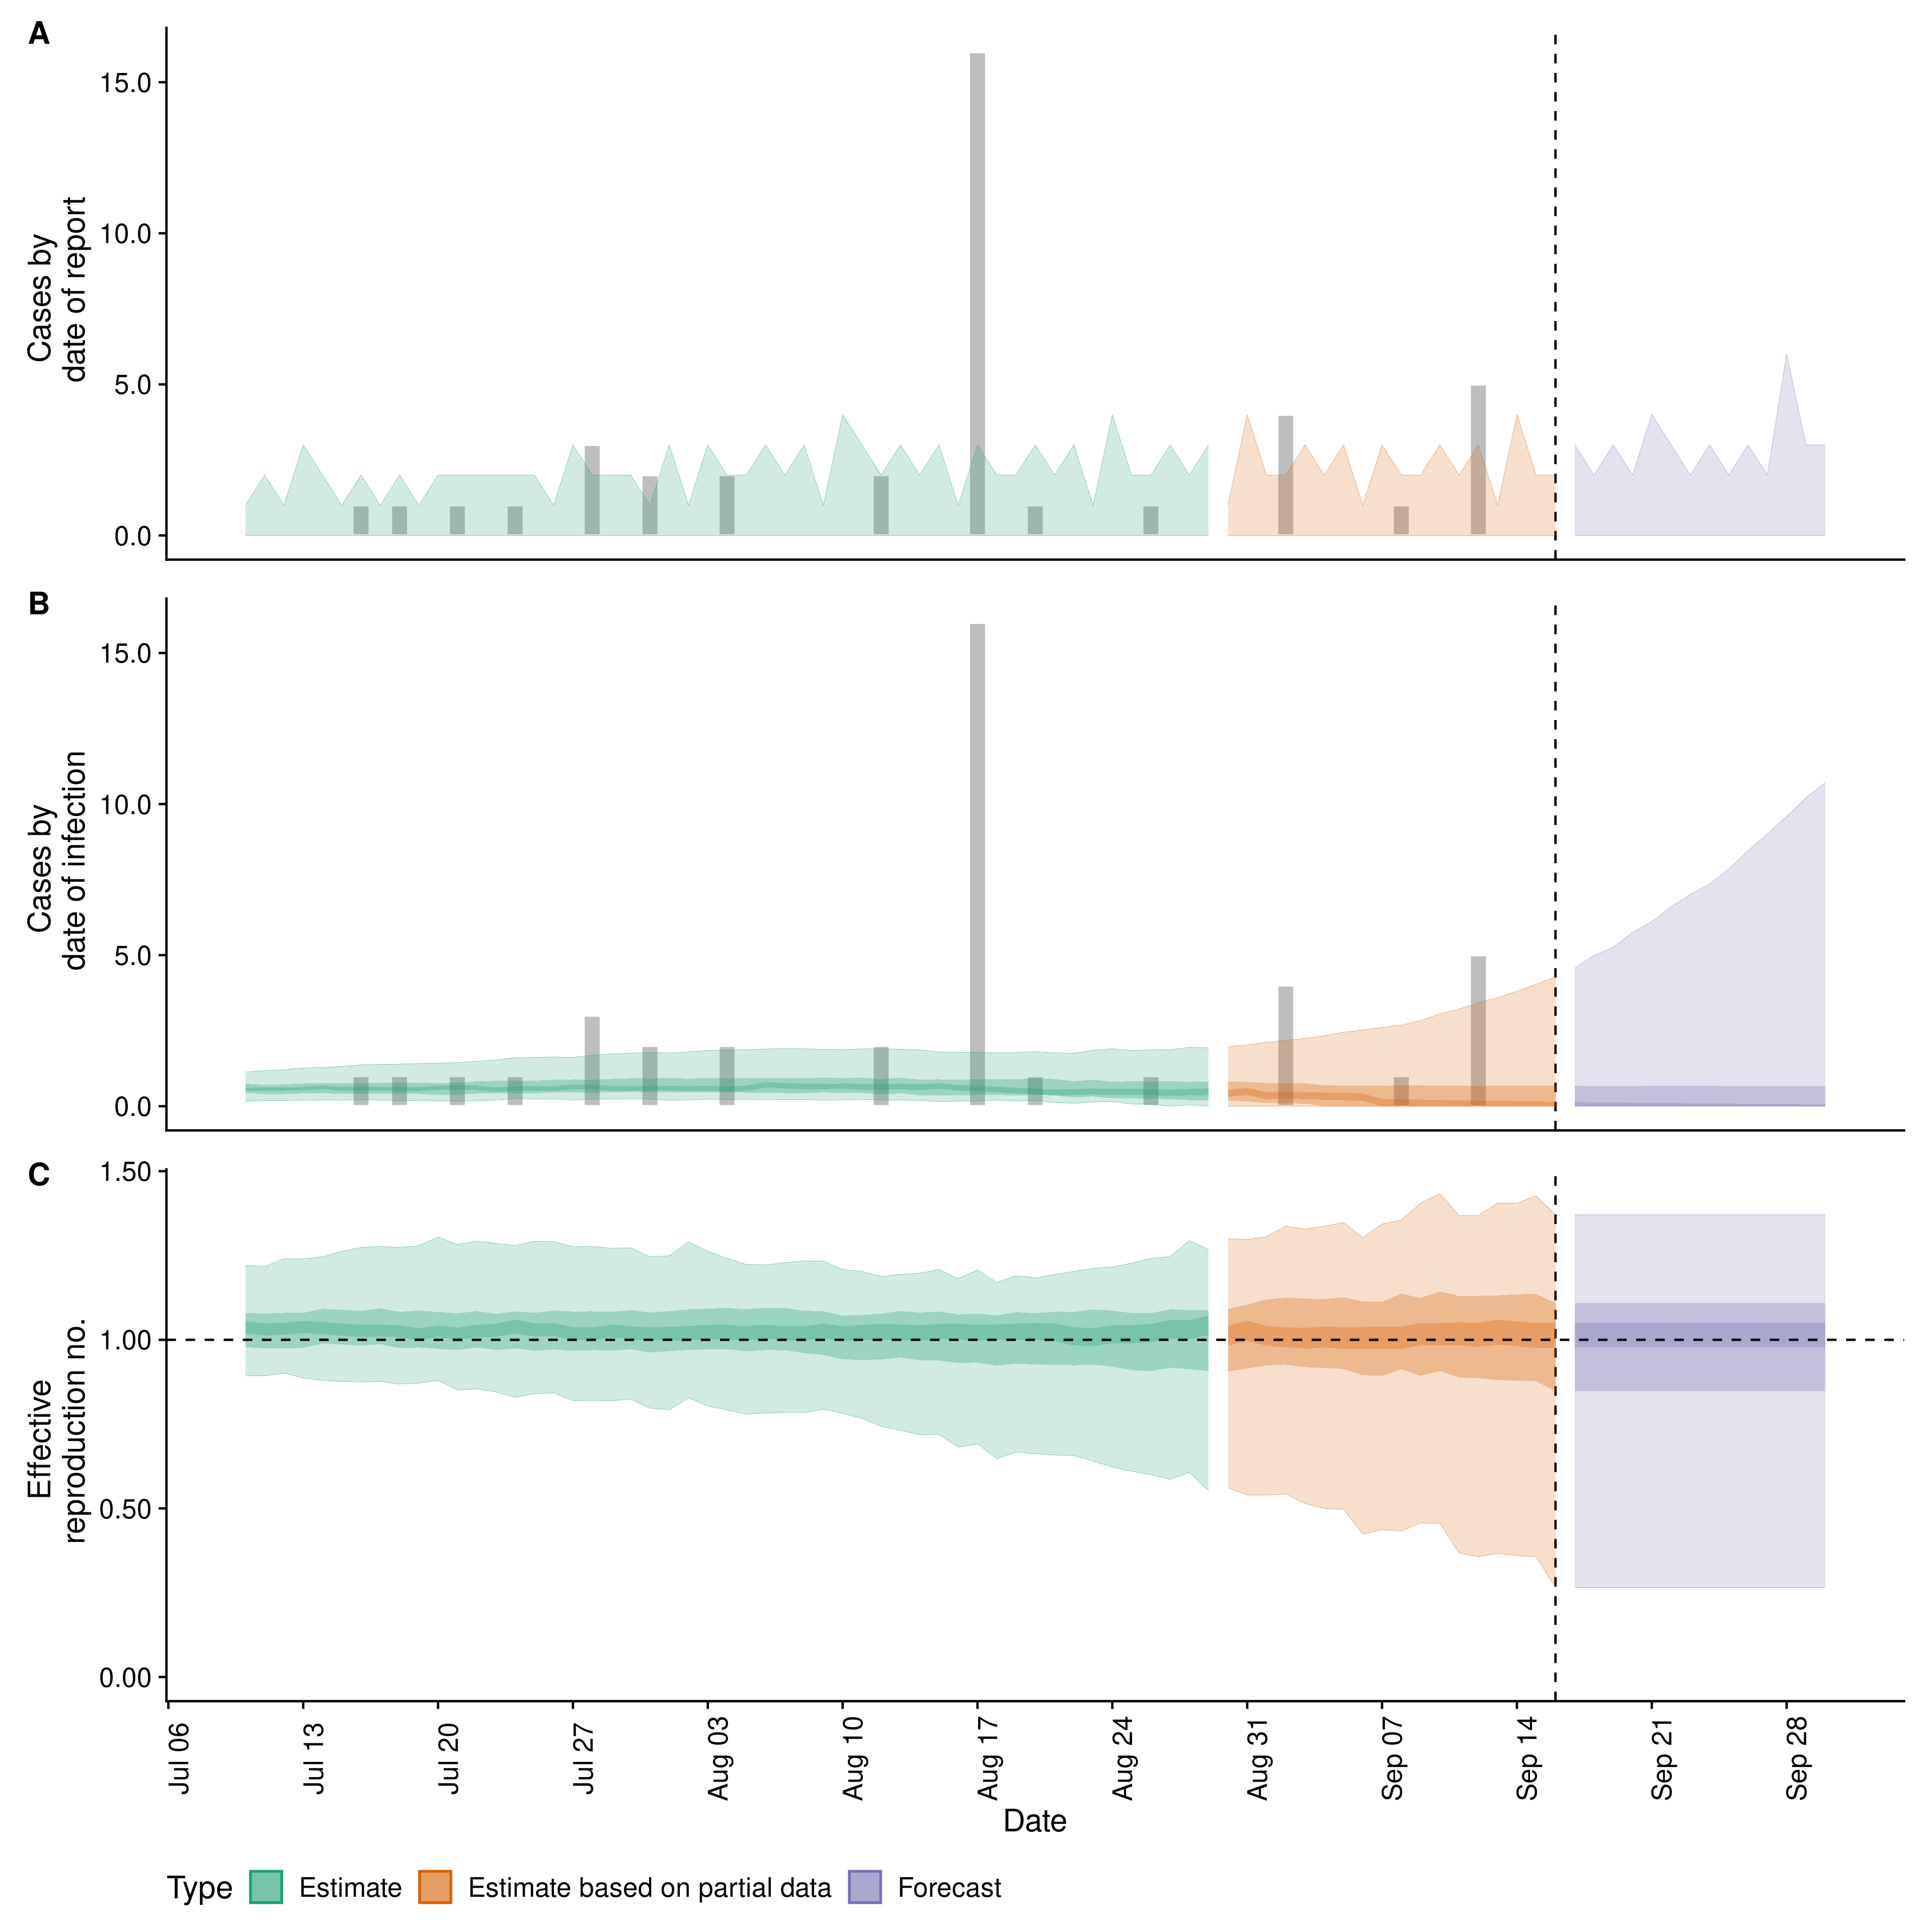 A
15.0
10.0
5.0
0.0
Cases by
date of report
B
15.0
10.0
5.0
0.0
Cases by
date of infection
C
1.50
1.00
0.50
0.00
Effective
reproduction no.
Jul 06
Jul 13
Jul 20
Jul 27
Aug 03
Aug 10
Aug 17
Aug 24
Aug 31
Sep 07
Sep 14
Sep 21
Sep 28
Date
Type Estimate Estimate based on partial data Forecast